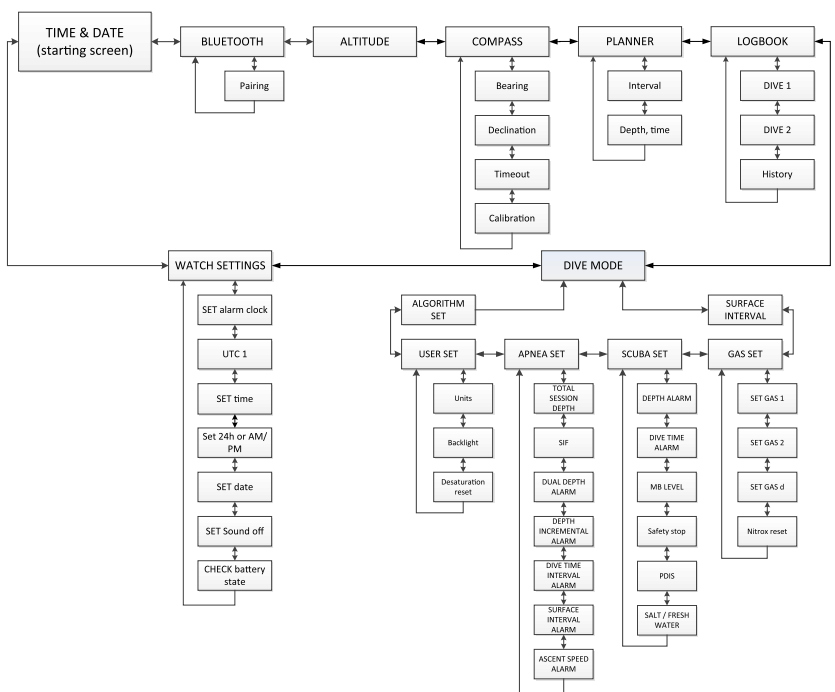 TIME & DATE
(starting screen)
BLUETOOTH
ALTITUDE
COMPASS
PLANNER
LOGBOOK
Pairing
Bearing
Declination
Timeout
Calibration
Interval
Depth, time
DIVE 1
DIVE 2
History
WATCH SETTINGS
DIVE MODE
SET alarm clock
UTC 1
SET time
Set 24h or AM/
PM
SET date
SET Sound off
CHECK battery
state
ALGORITHM
SET
SURFACE
INTERVAL
USER SET
APNEA SET
SCUBA SET
GAS SET
Units
Backlight
Desaturation
reset
TOTAL
SESSION
DEPTH
SIF
DUAL DEPTH
ALARM
DEPTH
INCREMENTAL
ALARM
DIVE TIME
INTERVAL
ALARM
SURFACE
INTERVAL
ALARM
ASCENT SPEED
ALARM
DEPTH ALARM
DIVE TIME
ALARM
MB LEVEL
Safety stop
PDIS
SALT / FRESH
WATER
SET GAS 1
SET GAS 2
SET GAS d
Nitrox reset